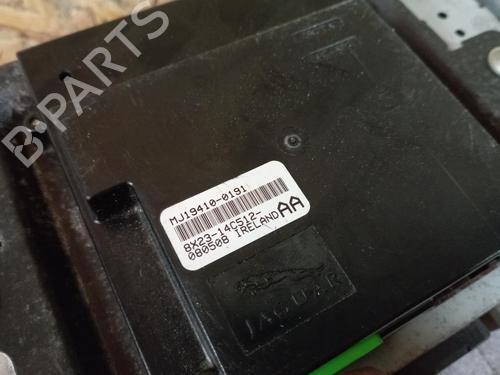 B-PARTS
MJ19410-0191
8X23-14C512-
AA
080508 IRELAND
JAGUAR